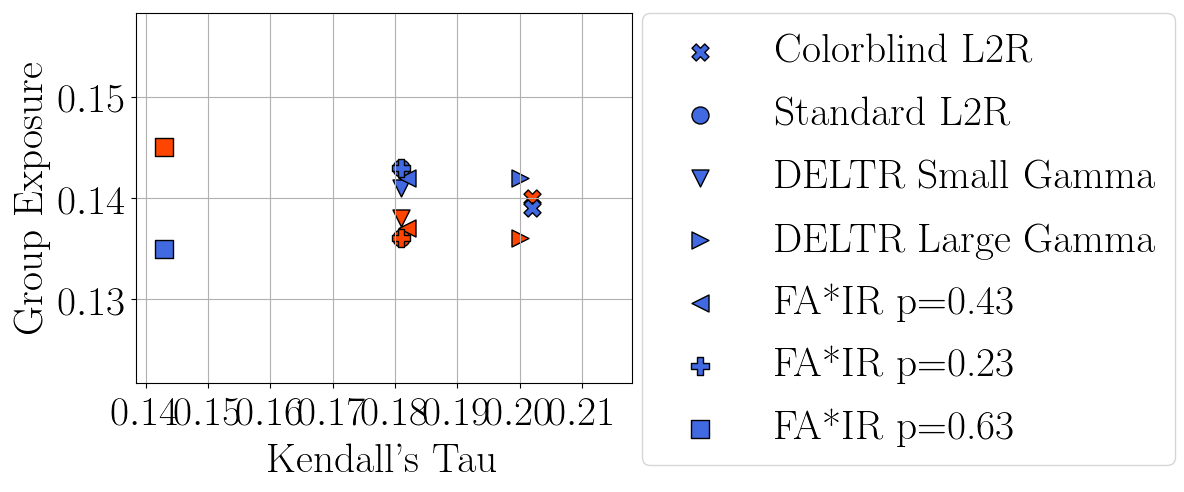 Group Exposure
0.15
0.14
0.13
0.14 0.15 0.16 0.17 0.18 0.19 0.20 0.21
Kendall's Tau
Colorblind L2R
Standard L2R
DELTR Small Gamma
DELTR Large Gamma
FA*IR p=0.43
FA*IR p=0.23
FA*IR p=0.63